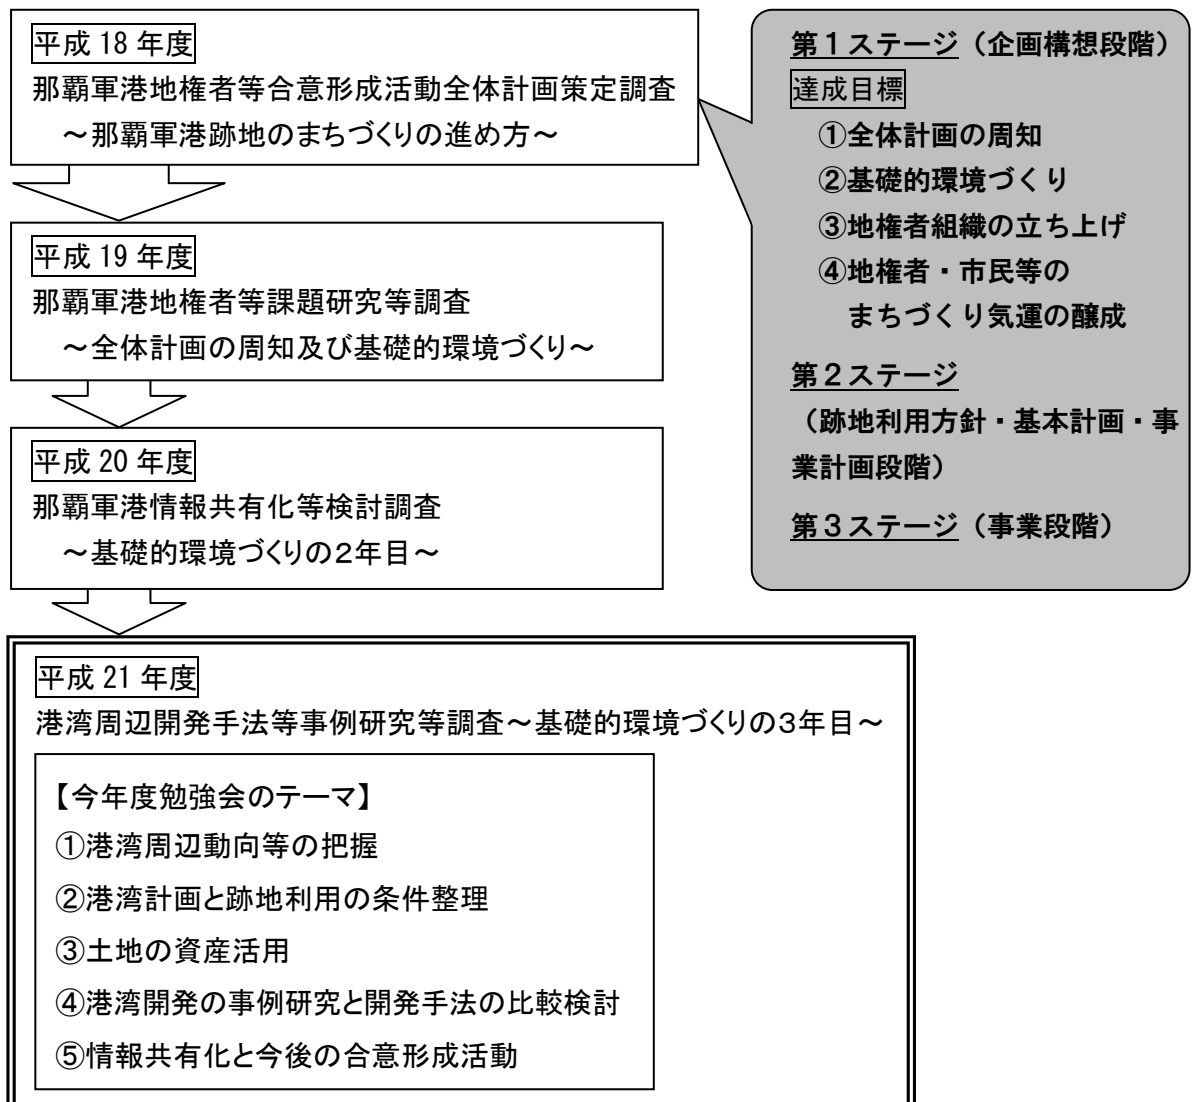 平成 18 年度
那覇軍港地権者等合意形成活動全体計画策定調査
～那覇軍港跡地のまちづくりの進め方～
平成 19 年度
那覇軍港地権者等課題研究等調査
～全体計画の周知及び基礎的環境づくり～
平成 20 年度
那覇軍港情報共有化等検討調査
～基礎的環境づくりの２年目～
平成 21 年度
港湾周辺開発手法等事例研究等調査～基礎的環境づくりの３年目～
【今年度勉強会のテーマ】
①港湾周辺動向等の把握
②港湾計画と跡地利用の条件整理
③土地の資産活用
④港湾開発の事例研究と開発手法の比較検討
⑤情報共有化と今後の合意形成活動
第１ステージ（企画構想段階）
達成目標
①全体計画の周知
②基礎的環境づくり
③地権者組織の立ち上げ
④地権者・市民等の
まちづくり気運の醸成
第２ステージ
（跡地利用方針・基本計画・事
業計画段階）
第３ステージ（事業段階）